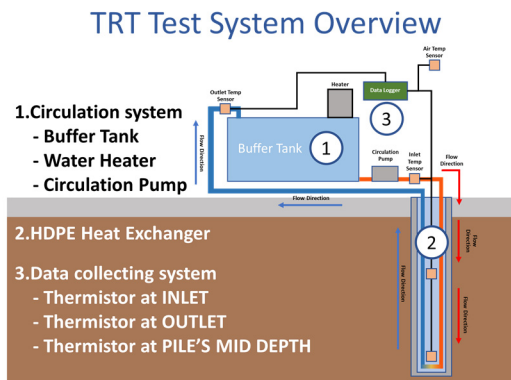 TRT Test System Overview
Air Temp
Sensor
Heater
Data Logger
Outlet Temp
Sensor
3
1.Circulation system
- Buffer Tank
- Water Heater
- Circulation Pump
Flow Direction
Buffer Tank
1
Circulation
Pump
Inlet
Temp
Sensor
Flow
Direction
Flow Direction
2.HDPE Heat Exchanger
2
Flow
Direction
3.Data collecting system
- Thermistor at INLET
- Thermistor at OUTLET
- Thermistor at PILE'S MID DEPTH
Flow Direction
Flow
Direction